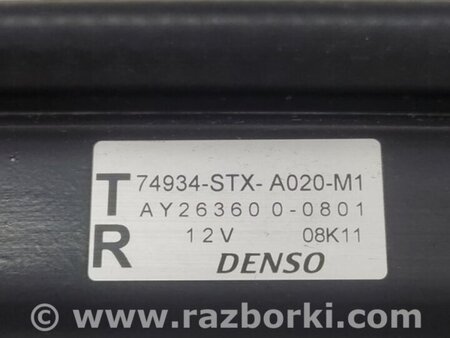 T 74934-STX- A020-M1
AY263600-0801
R 12V 08K11
DENSO
© www.razborki.com